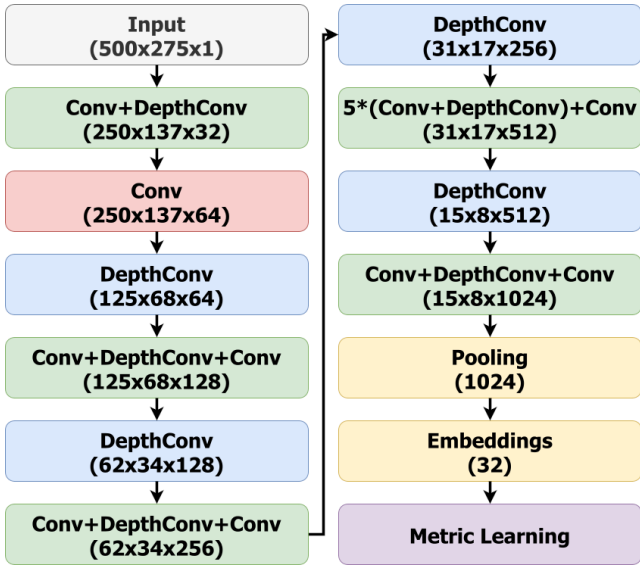 Input
(500x275x1)
Conv+DepthConv
(250x137x32)
Conv
(250x137x64)
DepthConv
(125x68x64)
Conv+DepthConv+Conv
(125x68x128)
DepthConv
(62x34x128)
Conv+DepthConv+Conv
(62x34x256)
DepthConv
(31x17x256)
5*(Conv+DepthConv)+Conv
(31x17x512)
DepthConv
(15x8x512)
Conv+DepthConv+Conv
(15x8x1024)
Pooling
(1024)
Embeddings
(32)
Metric Learning